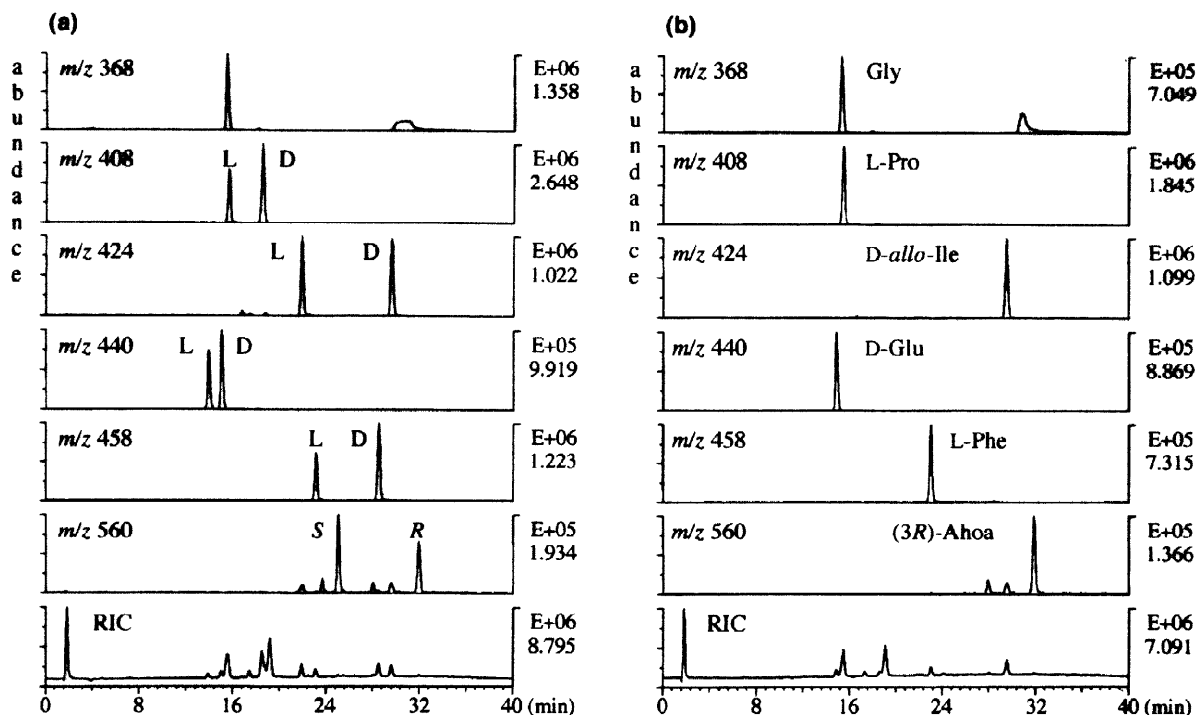 (a)
abundance
m/z 368
E+06
1.358
m/z 408
L D
E+06
2.648
m/z 424
L D
E+06
1.022
m/z 440
L D
E+05
9.919
m/z 458
L D
E+06
1.223
m/z 560
S R
E+05
1.934
RIC
E+06
8.795
0 8 16 24 32 40 (min)
(b)
abundance
m/z 368
Gly
E+05
7.049
m/z 408
L-Pro
E+06
1.845
m/z 424
D-allo-Ile
E+06
1.099
m/z 440
D-Glu
E+05
8.869
m/z 458
L-Phe
E+05
7.315
m/z 560
(3R)-Ahoa
E+05
1.366
RIC
E+06
7.091
0 8 16 24 32 40 (min)